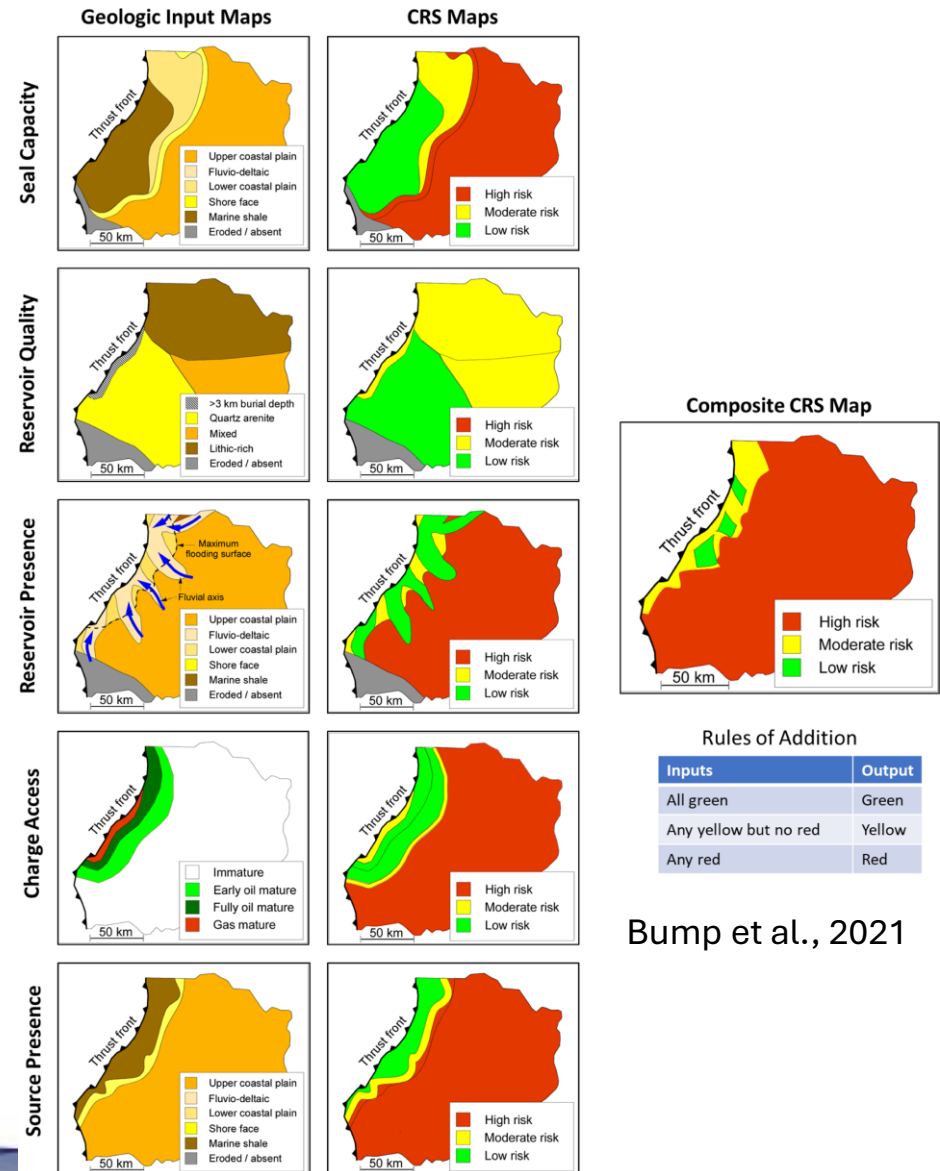 Geologic Input Maps
CRS Maps
Seal Capacity
Thrust front
Upper coastal plain
Fluvio-deltaic
Lower coastal plain
Shore face
Marine shale
Eroded / absent
50 km
Thrust front
High risk
Moderate risk
Low risk
50 km
Reservoir Quality
Thrust front
>3 km burial depth
Quartz arenite
Mixed
Lithic-rich
Eroded / absent
50 km
Thrust front
High risk
Moderate risk
Low risk
50 km
Reservoir Presence
Thrust front
Maximum
flooding surface
Fluvial axis
Upper coastal plain
Fluvio-deltaic
Lower coastal plain
Shore face
Marine shale
Eroded / absent
50 km
Thrust front
High risk
Moderate risk
Low risk
50 km
Charge Access
Thrust front
Immature
Early oil mature
Fully oil mature
Gas mature
50 km
Thrust front
High risk
Moderate risk
Low risk
50 km
Source Presence
Thrust front
Upper coastal plain
Fluvio-deltaic
Lower coastal plain
Shore face
Marine shale
Eroded / absent
50 km
Thrust front
High risk
Moderate risk
Low risk
50 km
Composite CRS Map
Thrust front
High risk
Moderate risk
Low risk
50 km
Rules of Addition
Inputs Output
All green Green
Any yellow but no red Yellow
Any red Red
Bump et al., 2021